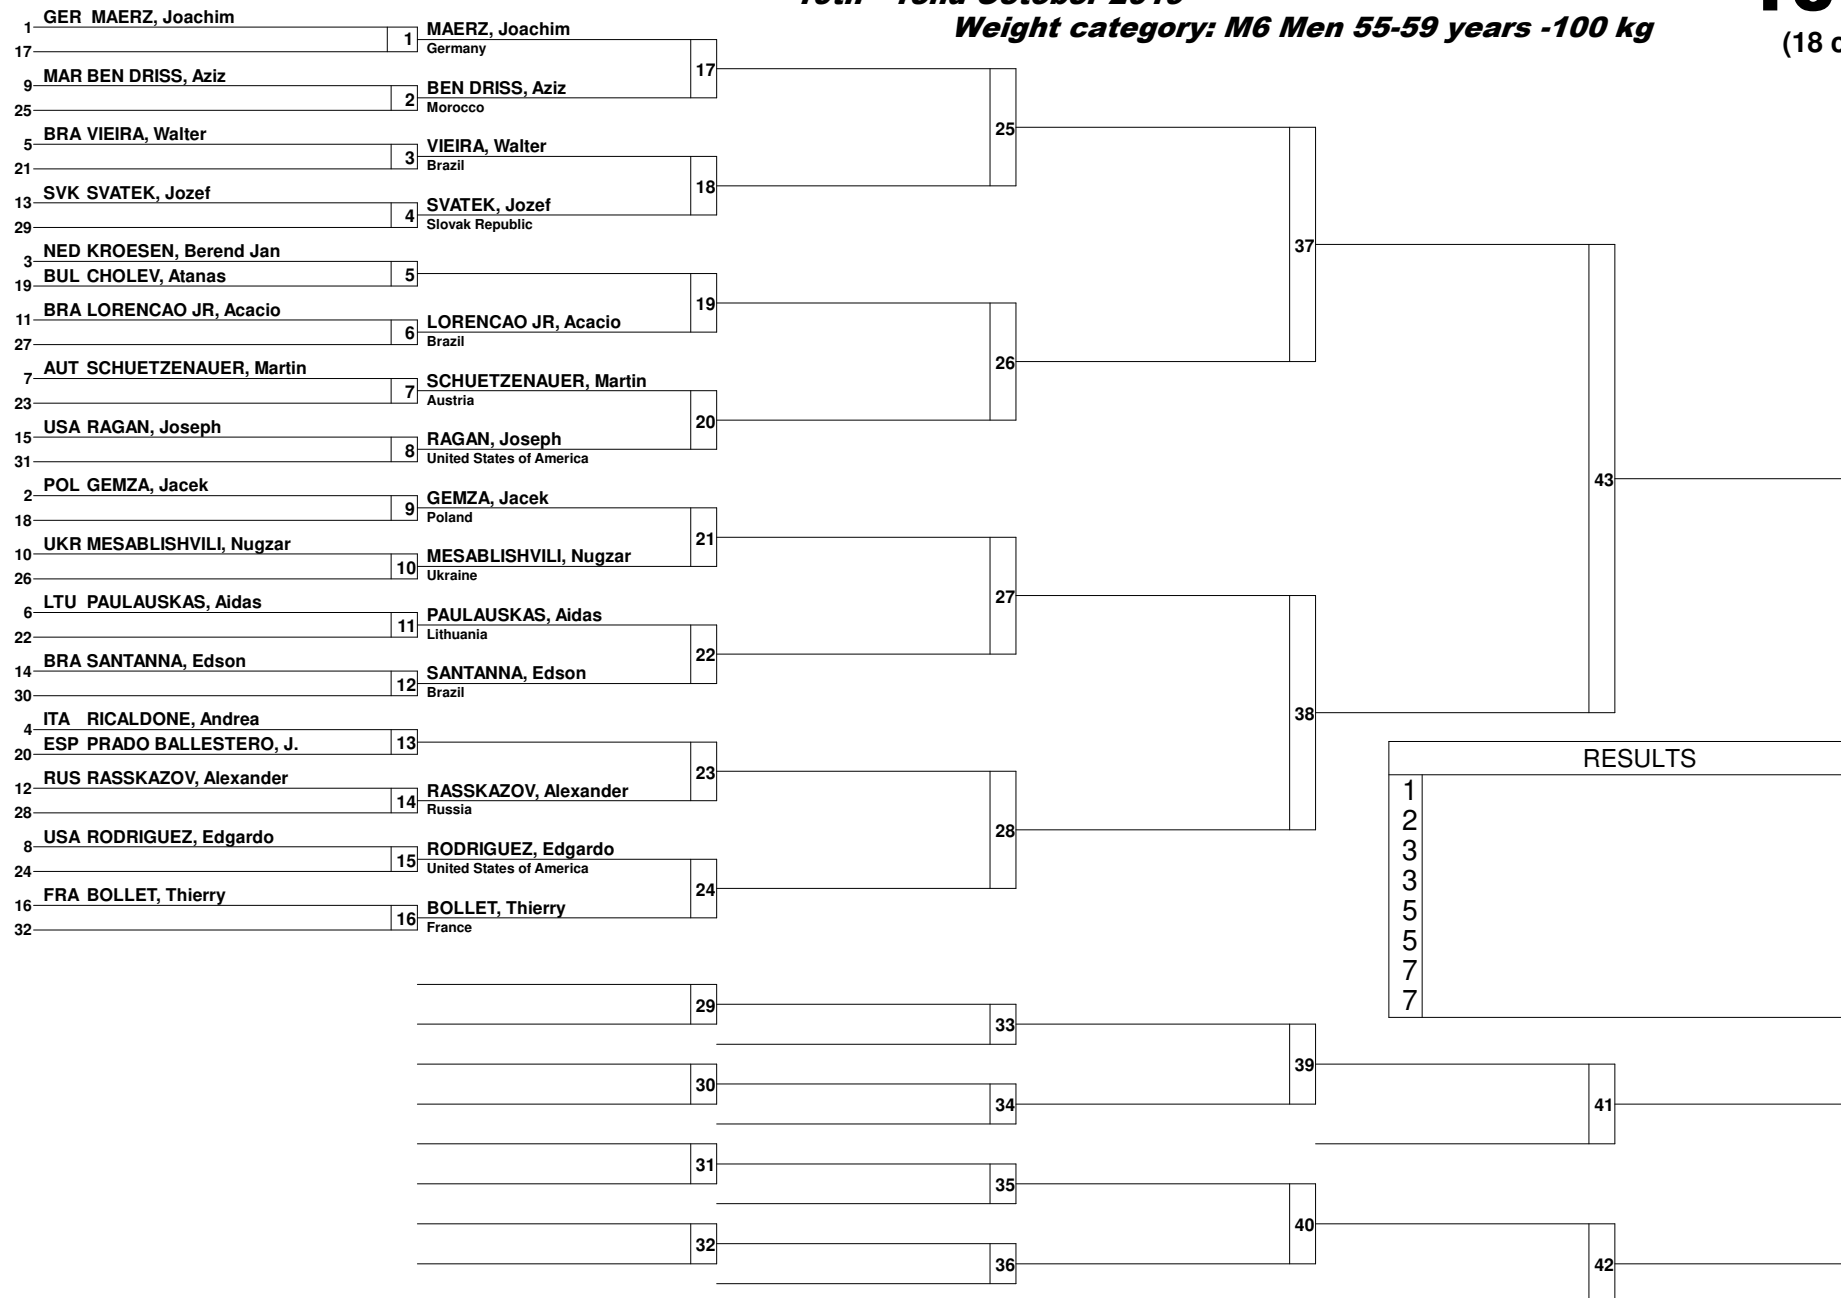 Weight category: M6 Men 55-59 years -100 kg
(18 c
1 GER MAERZ, Joachim
17
1 MAERZ, Joachim
Germany
9 MAR BEN DRISS, Aziz
25
2 BEN DRISS, Aziz
Morocco
17
5 BRA VIEIRA, Walter
21
3 VIEIRA, Walter
Brazil
13 SVK SVATEK, Jozef
29
4 SVATEK, Jozef
Slovak Republic
18
25
3 NED KROESEN, Berend Jan
19 BUL CHOLEV, Atanas
5
11 BRA LORENCAO JR, Acacio
27
6 LORENCAO JR, Acacio
Brazil
19
7 AUT SCHUETZENAUER, Martin
23
7 SCHUETZENAUER, Martin
Austria
15 USA RAGAN, Joseph
31
8 RAGAN, Joseph
United States of America
20
26
37
2 POL GEMZA, Jacek
18
9 GEMZA, Jacek
Poland
10 UKR MESABLISHVILI, Nugzar
26
10 MESABLISHVILI, Nugzar
Ukraine
21
6 LTU PAULAUSKAS, Aidas
22
11 PAULAUSKAS, Aidas
Lithuania
14 BRA SANTANNA, Edson
30
12 SANTANNA, Edson
Brazil
22
27
4 ITA RICALDONE, Andrea
20 ESP PRADO BALLESTERO, J.
13
12 RUS RASSKAZOV, Alexander
28
14 RASSKAZOV, Alexander
Russia
23
8 USA RODRIGUEZ, Edgardo
24
15 RODRIGUEZ, Edgardo
United States of America
16 FRA BOLLET, Thierry
32
16 BOLLET, Thierry
France
24
28
38
43
RESULTS
1
2
3
3
5
5
7
7
29
33
30
34
39
41
31
35
32
36
40
42